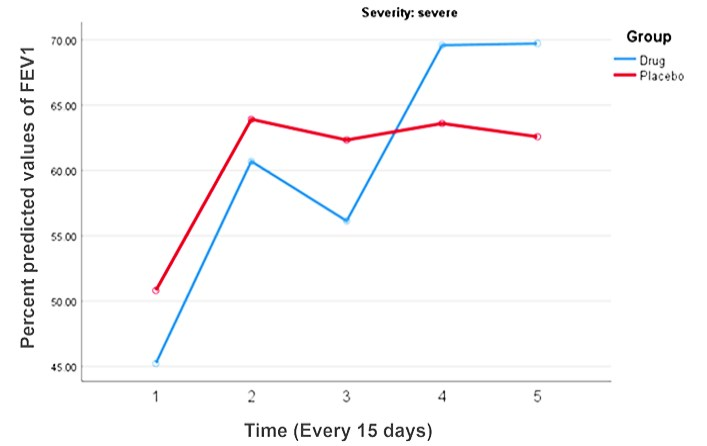 Severity: severe
Group
Drug
Placebo
Percent predicted values of FEV1
70.00
65.00
60.00
55.00
50.00
45.00
1 2 3 4 5
Time (Every 15 days)